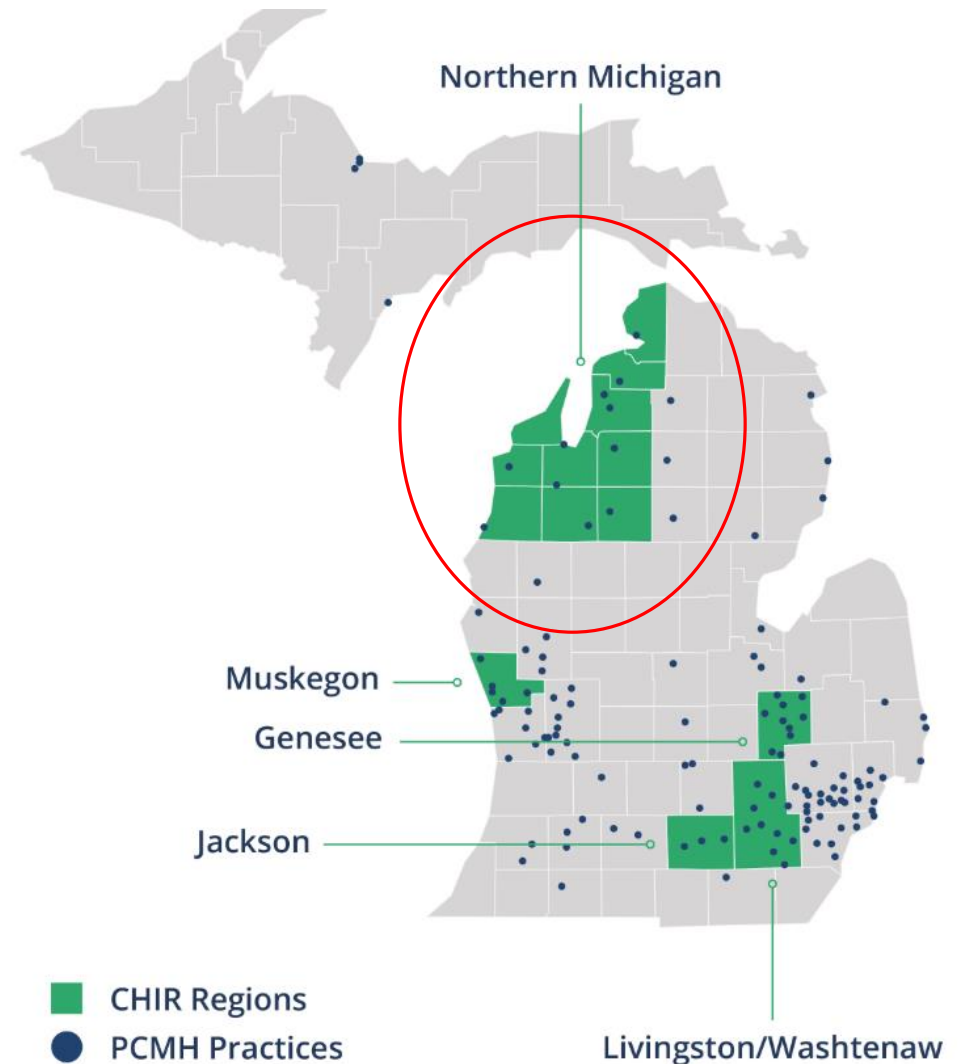 Northern Michigan
Muskegon
Genesee
Jackson
CHIR Regions
PCMH Practices
Livingston/Washtenaw